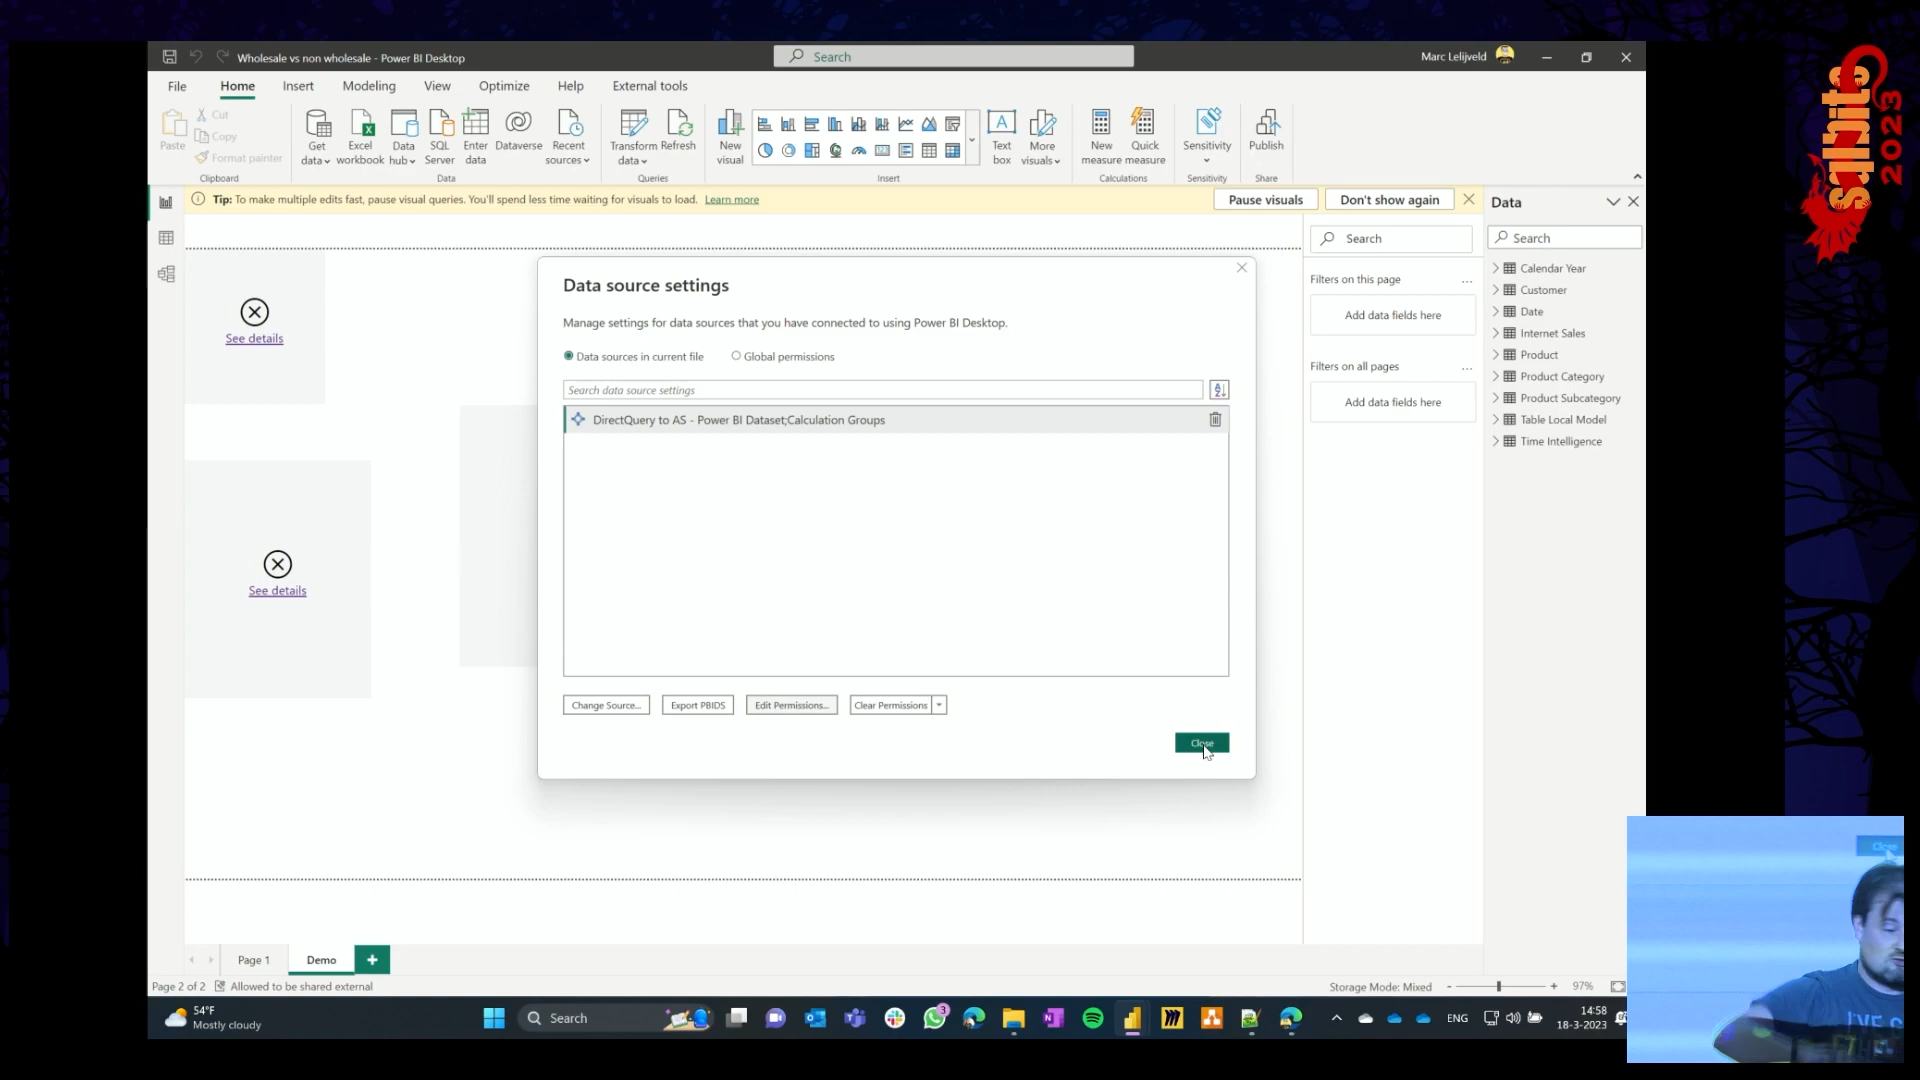 Wholesale vs non wholesale - Power BI Desktop
Search
Marc Lelijveld
File
Home
Insert
Modeling
View
Optimize
Help
External tools
Paste
Cut
Copy
Format painter
Clipboard
Get data
Excel workbook
Data hub
SQL Server
Enter data
Dataverse
Recent sources
Data
Transform data
Refresh
Queries
New visual
Text box
More visuals
Insert
New measure
Quick measure
Calculations
Sensitivity
Sensitivity
Publish
Share
Tip: To make multiple edits fast, pause visual queries. You'll spend less time waiting for visuals to load. Learn more
Pause visuals
Don't show again
Data
Search
Search
Filters on this page
...
Add data fields here
Filters on all pages
...
Add data fields here
Calendar Year
Customer
Date
Internet Sales
Product
Product Category
Product Subcategory
Table Local Model
Time Intelligence
See details
See details
Data source settings
Manage settings for data sources that you have connected to using Power BI Desktop.
Data sources in current file
Global permissions
Search data source settings
DirectQuery to AS - Power BI Dataset;Calculation Groups
Change Source...
Export PBIDS
Edit Permissions...
Clear Permissions
Close
Page 1
Demo
Page 2 of 2
Allowed to be shared external
Storage Mode: Mixed
97%
54°F
Mostly cloudy
Search
3
ENG
14:58
18-3-2023
sqlbits
2023
Close
I'VE